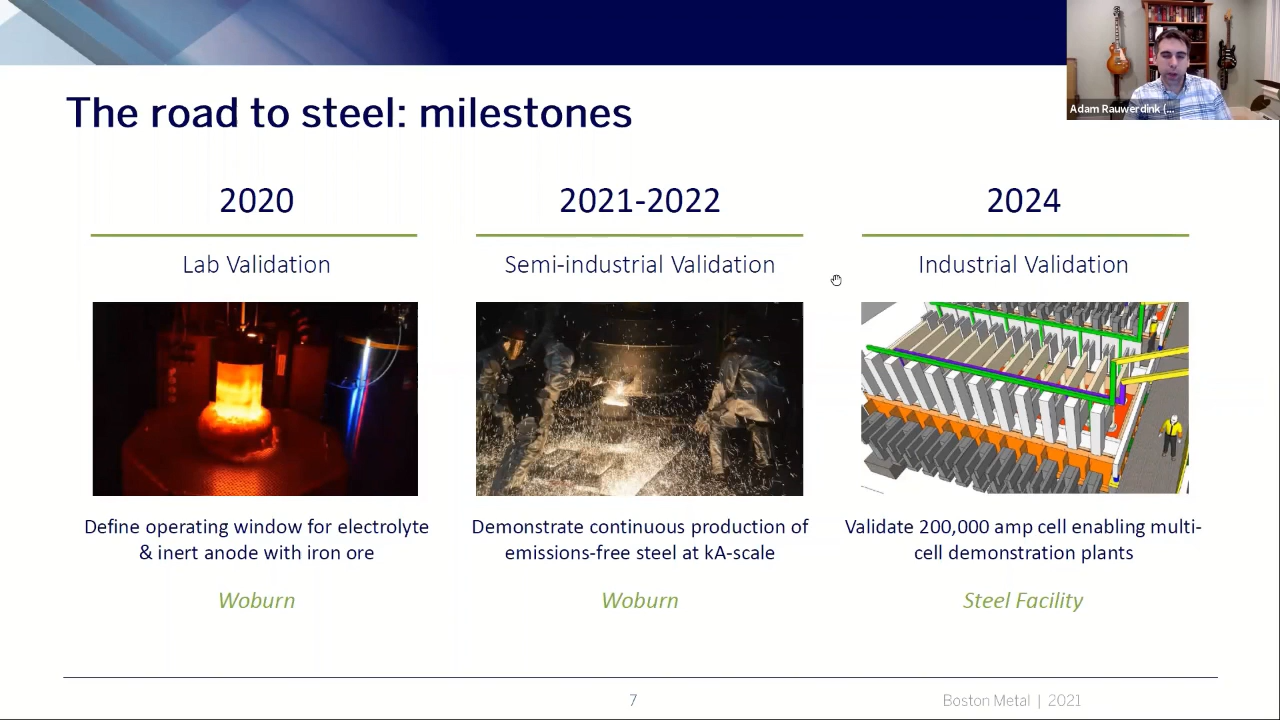 Adam Rauwerdink (...
The road to steel: milestones
2020
Lab Validation
Define operating window for electrolyte
& inert anode with iron ore
Woburn
2021-2022
Semi-industrial Validation
Demonstrate continuous production of
emissions-free steel at kA-scale
Woburn
2024
Industrial Validation
Validate 200,000 amp cell enabling multi-
cell demonstration plants
Steel Facility
7
Boston Metal | 2021